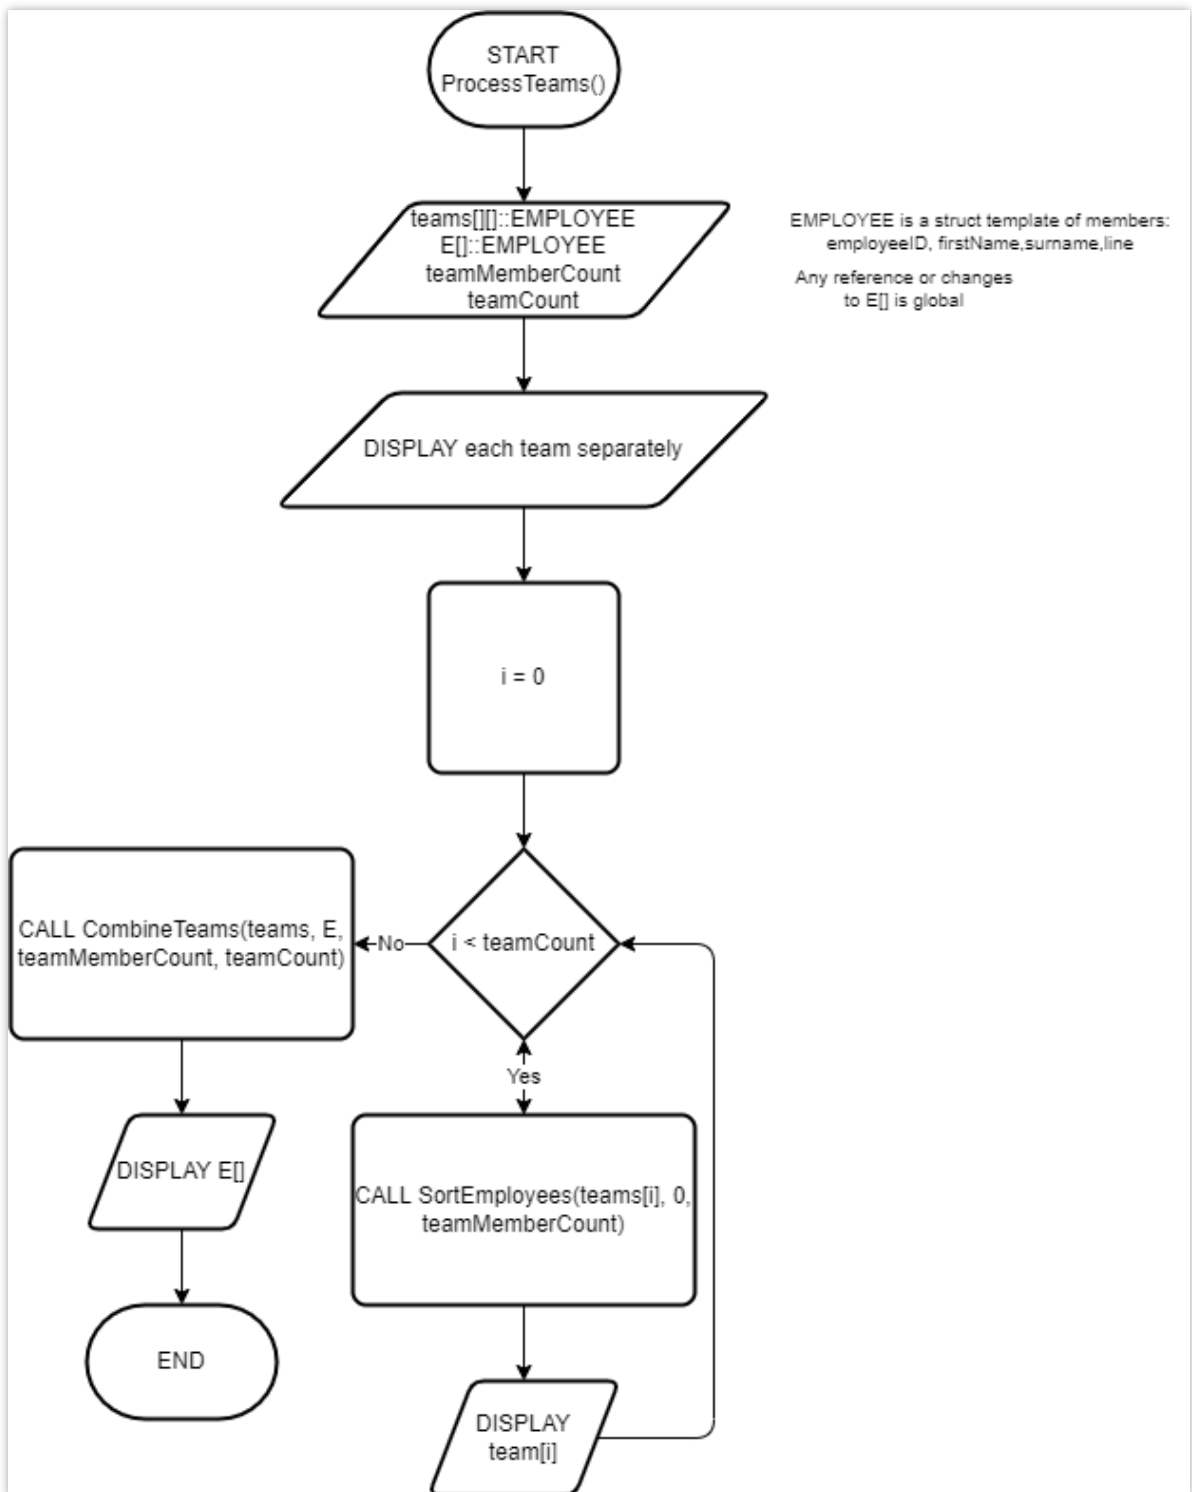 START
ProcessTeams()
teams[][]::EMPLOYEE
E[]::EMPLOYEE
teamMemberCount
teamCount
EMPLOYEE is a struct template of members:
employeeID, firstName,surname,line
Any reference or changes
to E[] is global
DISPLAY each team separately
i = 0
i < teamCount
No
CALL CombineTeams(teams, E,
teamMemberCount, teamCount)
Yes
DISPLAY E[]
CALL SortEmployees(teams[i], 0,
teamMemberCount)
END
DISPLAY
team[i]